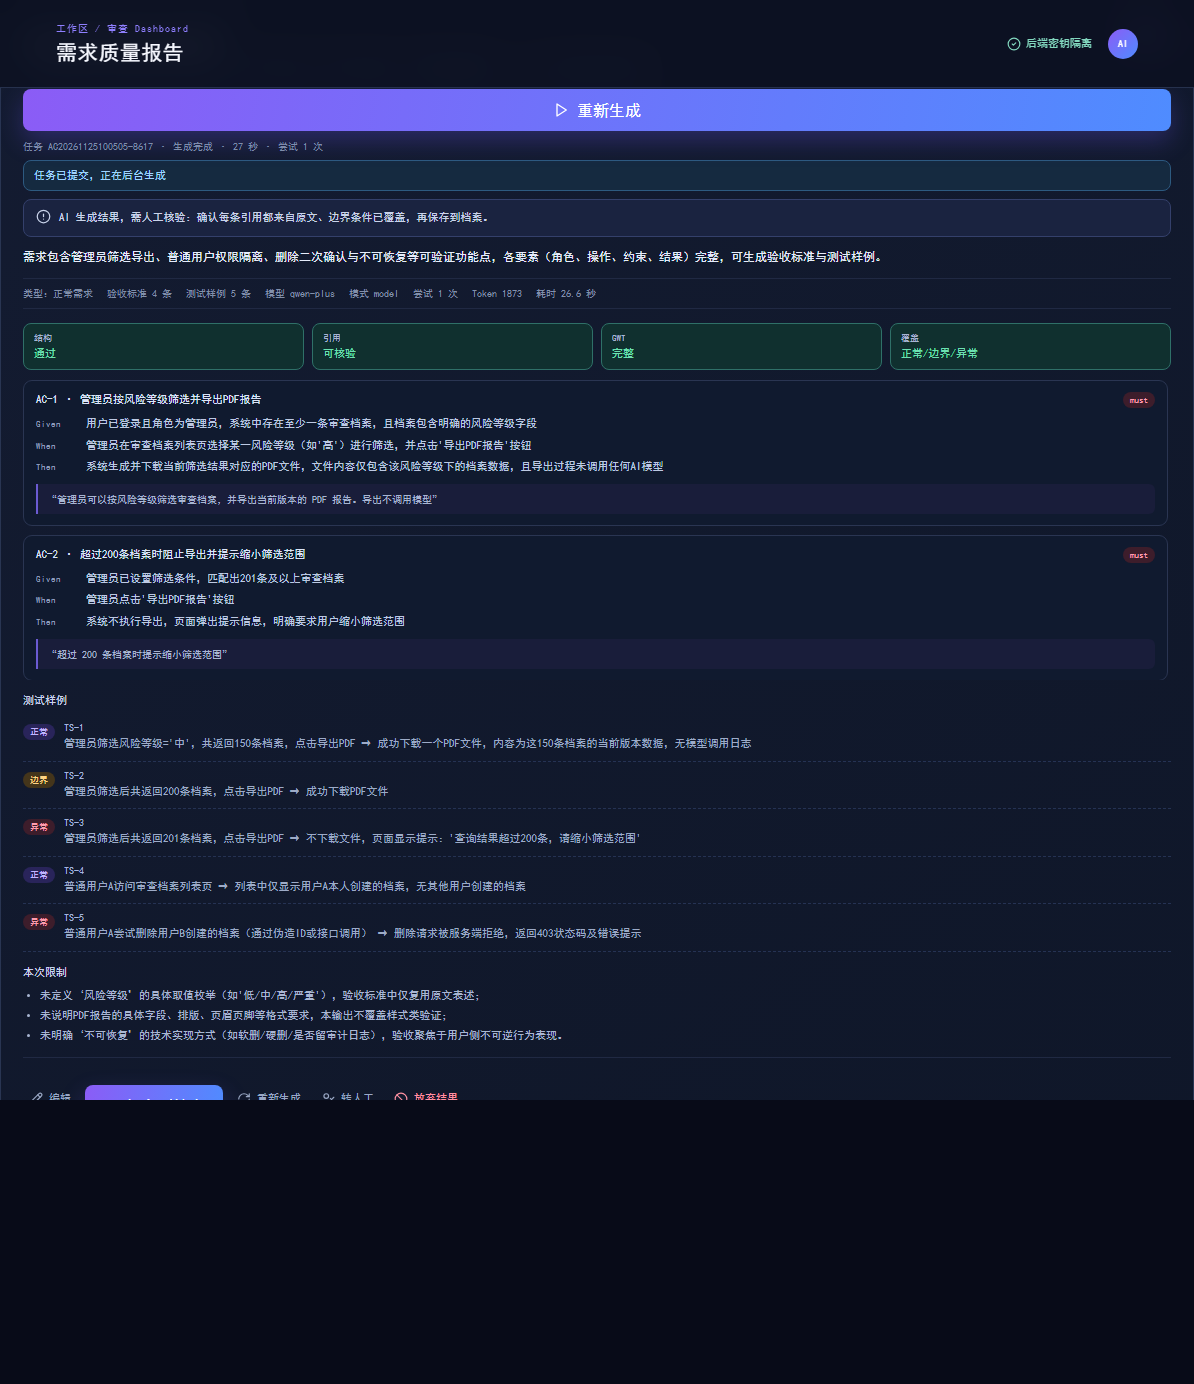 工作区 / 审查 Dashboard
需求质量报告
后端密钥隔离
AI
重新生成
任务 AC20261125100505-8617 · 生成完成 · 27 秒 · 尝试 1 次
任务已提交，正在后台生成
AI 生成结果，需人工核验：确认每条引用都来自原文、边界条件已覆盖，再保存到档案。
需求包含管理员筛选导出、普通用户权限隔离、删除二次确认与不可恢复等可验证功能点，各要素（角色、操作、约束、结果）完整，可生成验收标准与测试样例。
类型：正常需求 验收标准 4 条 测试样例 5 条 模型 qwen-plus 模式 model 尝试 1 次 Token 1873 耗时 26.6 秒
结构
通过
引用
可核验
GWT
完整
覆盖
正常/边界/异常
AC-1 · 管理员按风险等级筛选并导出PDF报告
must
Given 用户已登录且角色为管理员，系统中存在至少一条审查档案，且档案包含明确的风险等级字段
When 管理员在审查档案列表页选择某一风险等级（如'高'）进行筛选，并点击'导出PDF报告'按钮
Then 系统生成并下载当前筛选结果对应的PDF文件，文件内容仅包含该风险等级下的档案数据，且导出过程未调用任何AI模型
“管理员可以按风险等级筛选审查档案，并导出当前版本的 PDF 报告。导出不调用模型”
AC-2 · 超过200条档案时阻止导出并提示缩小筛选范围
must
Given 管理员已设置筛选条件，匹配出201条及以上审查档案
When 管理员点击'导出PDF报告'按钮
Then 系统不执行导出，页面弹出提示信息，明确要求用户缩小筛选范围
“超过 200 条档案时提示缩小筛选范围”
测试样例
正常
TS-1
管理员筛选风险等级='中'，共返回150条档案，点击导出PDF → 成功下载一个PDF文件，内容为这150条档案的当前版本数据，无模型调用日志
边界
TS-2
管理员筛选后共返回200条档案，点击导出PDF → 成功下载PDF文件
异常
TS-3
管理员筛选后共返回201条档案，点击导出PDF → 不下载文件，页面显示提示：'查询结果超过200条，请缩小筛选范围'
正常
TS-4
普通用户A访问审查档案列表页 → 列表中仅显示用户A本人创建的档案，无其他用户创建的档案
异常
TS-5
普通用户A尝试删除用户B创建的档案（通过伪造ID或接口调用） → 删除请求被服务端拒绝，返回403状态码及错误提示
本次限制
• 未定义‘风险等级’的具体取值枚举（如'低/中/高/严重'），验收标准中仅复用原文表述；
• 未说明PDF报告的具体字段、排版、页眉页脚等格式要求，本输出不覆盖样式类验证；
• 未明确‘不可恢复’的技术实现方式（如软删/硬删/是否留审计日志），验收聚焦于用户侧不可逆行为表现。
编辑
重新生成
转人工
放弃结果